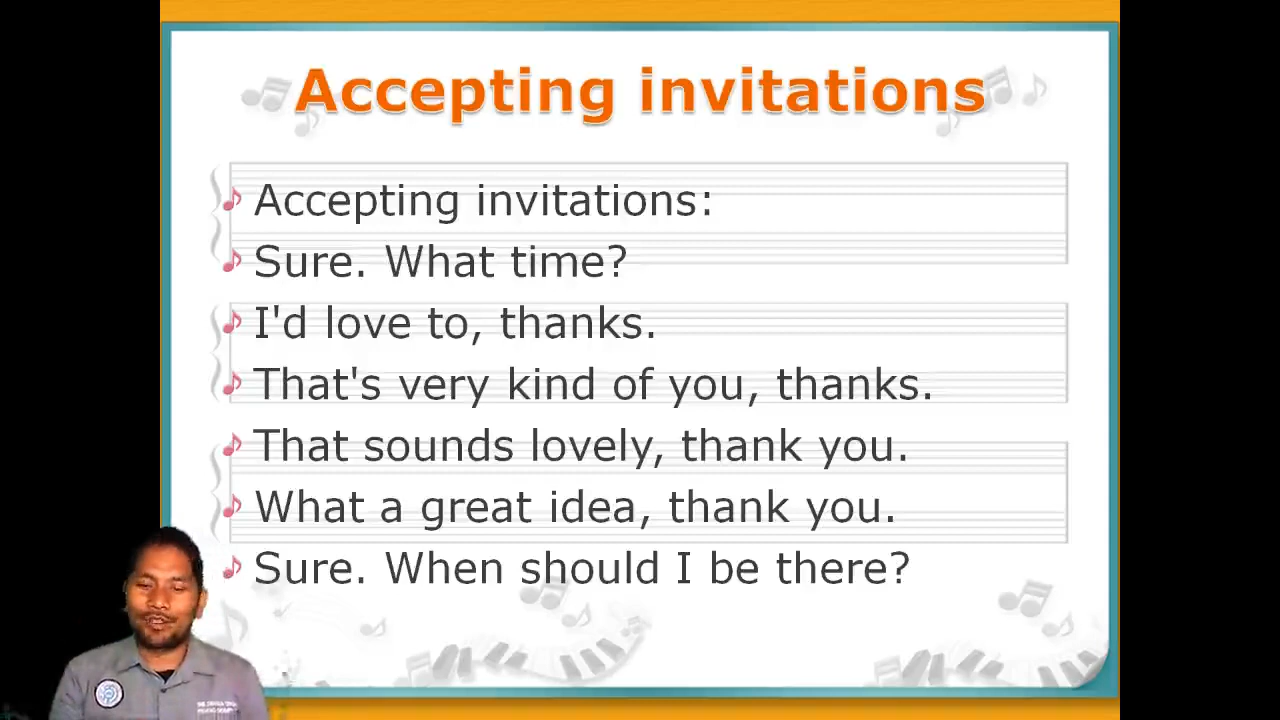 Accepting invitations
Accepting invitations:
Sure. What time?
I'd love to, thanks.
That's very kind of you, thanks.
That sounds lovely, thank you.
What a great idea, thank you.
Sure. When should I be there?